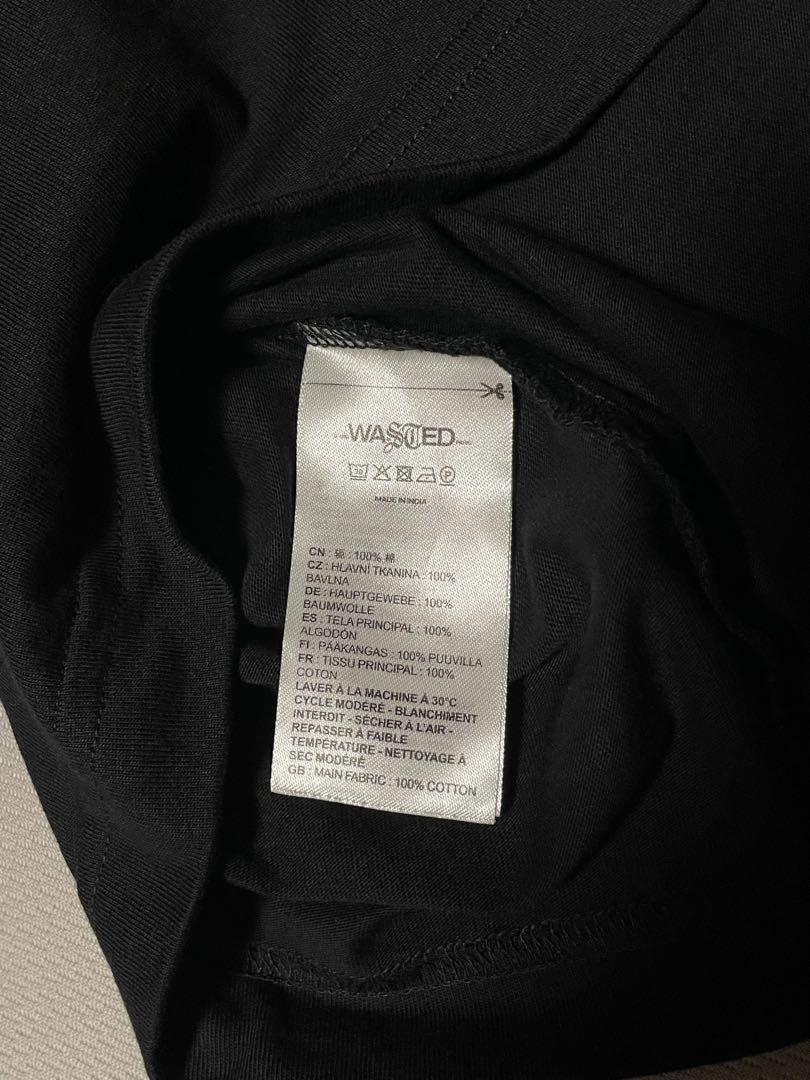 WASTED
30
P
MADE IN INDIA
CN : : 100% 棉
CZ : HLAVNÍ TKANINA : 100%
BAVLNA
DE : HAUPTGEWEBE : 100%
BAUMWOLLE
ES : TELA PRINCIPAL : 100%
ALGODÓN
FI : PÄÄKANGAS : 100% PUUVILLA
FR : TISSU PRINCIPAL : 100%
COTON
LAVER À LA MACHINE À 30°C
CYCLE MODÉRÉ - BLANCHIMENT
INTERDIT - SÉCHER À L'AIR -
REPASSER À FAIBLE
TEMPÉRATURE - NETTOYAGE À
SEC MODÉRÉ
GB : MAIN FABRIC : 100% COTTON